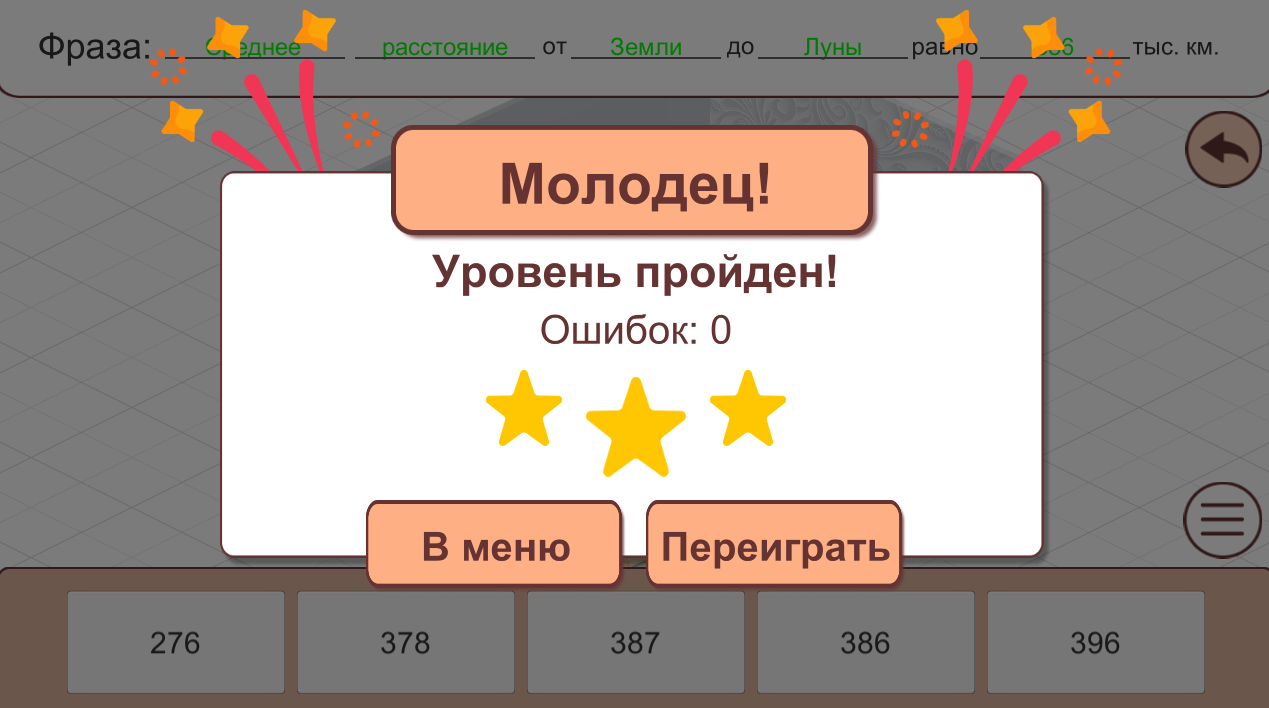 Фраза: Среднее расстояние от Земли до Луны равно 386 тыс. км.
Молодец!
Уровень пройден!
Ошибок: 0
В меню Переиграть
276 378 387 386 396